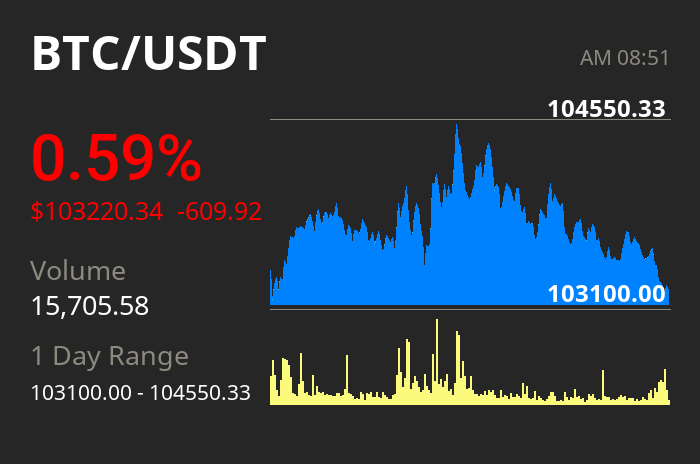 BTC/USDT
AM 08:51
104550.33
0.59%
$103220.34 -609.92
Volume
15,705.58
103100.00
1 Day Range
103100.00 - 104550.33